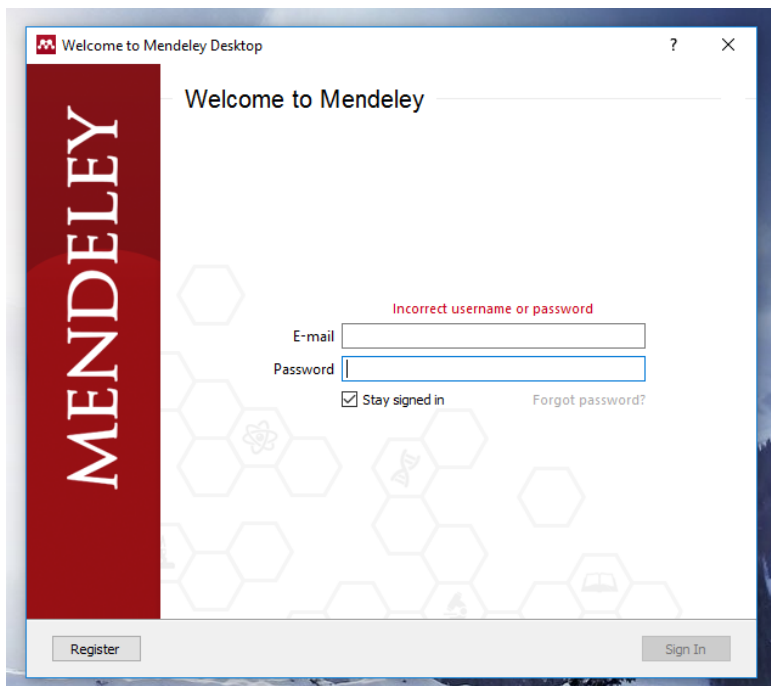 Welcome to Mendeley Desktop
?
MENDELEY
Welcome to Mendeley
Incorrect username or password
E-mail
Password
Stay signed in Forgot password?
Register Sign In